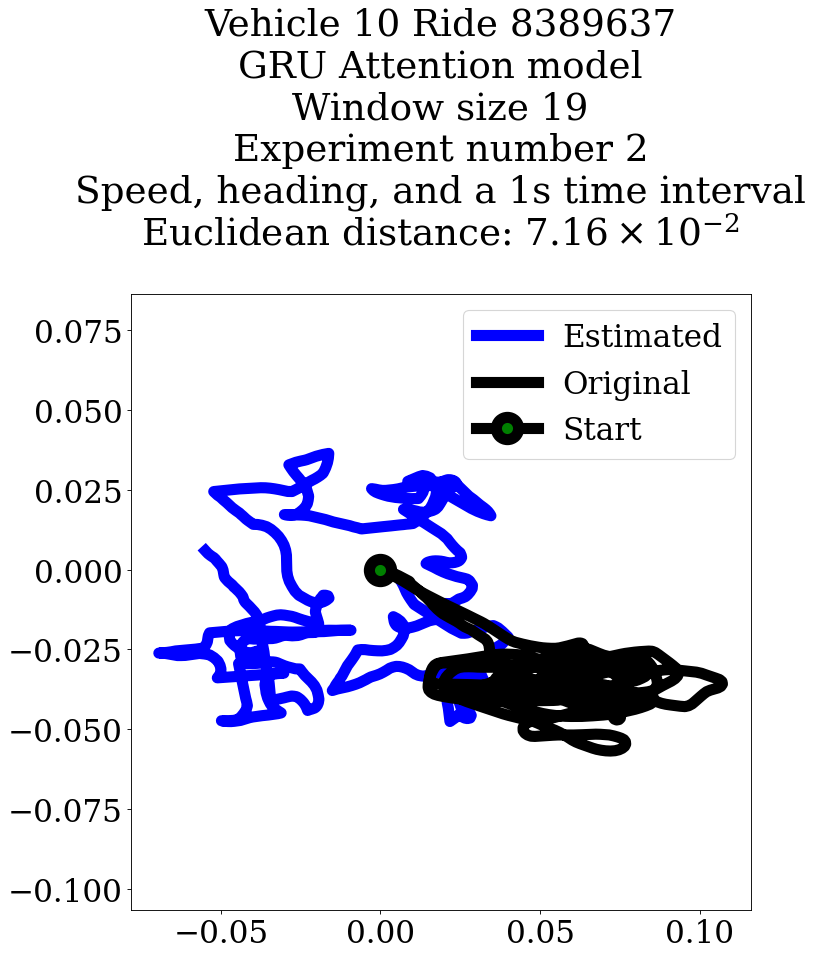 Vehicle 10 Ride 8389637
GRU Attention model
Window size 19
Experiment number 2
Speed, heading, and a 1s time interval
Euclidean distance: 7.16 × 10⁻²
Estimated
Original
Start
0.075
0.050
0.025
0.000
−0.025
−0.050
−0.075
−0.100
−0.05 0.00 0.05 0.10